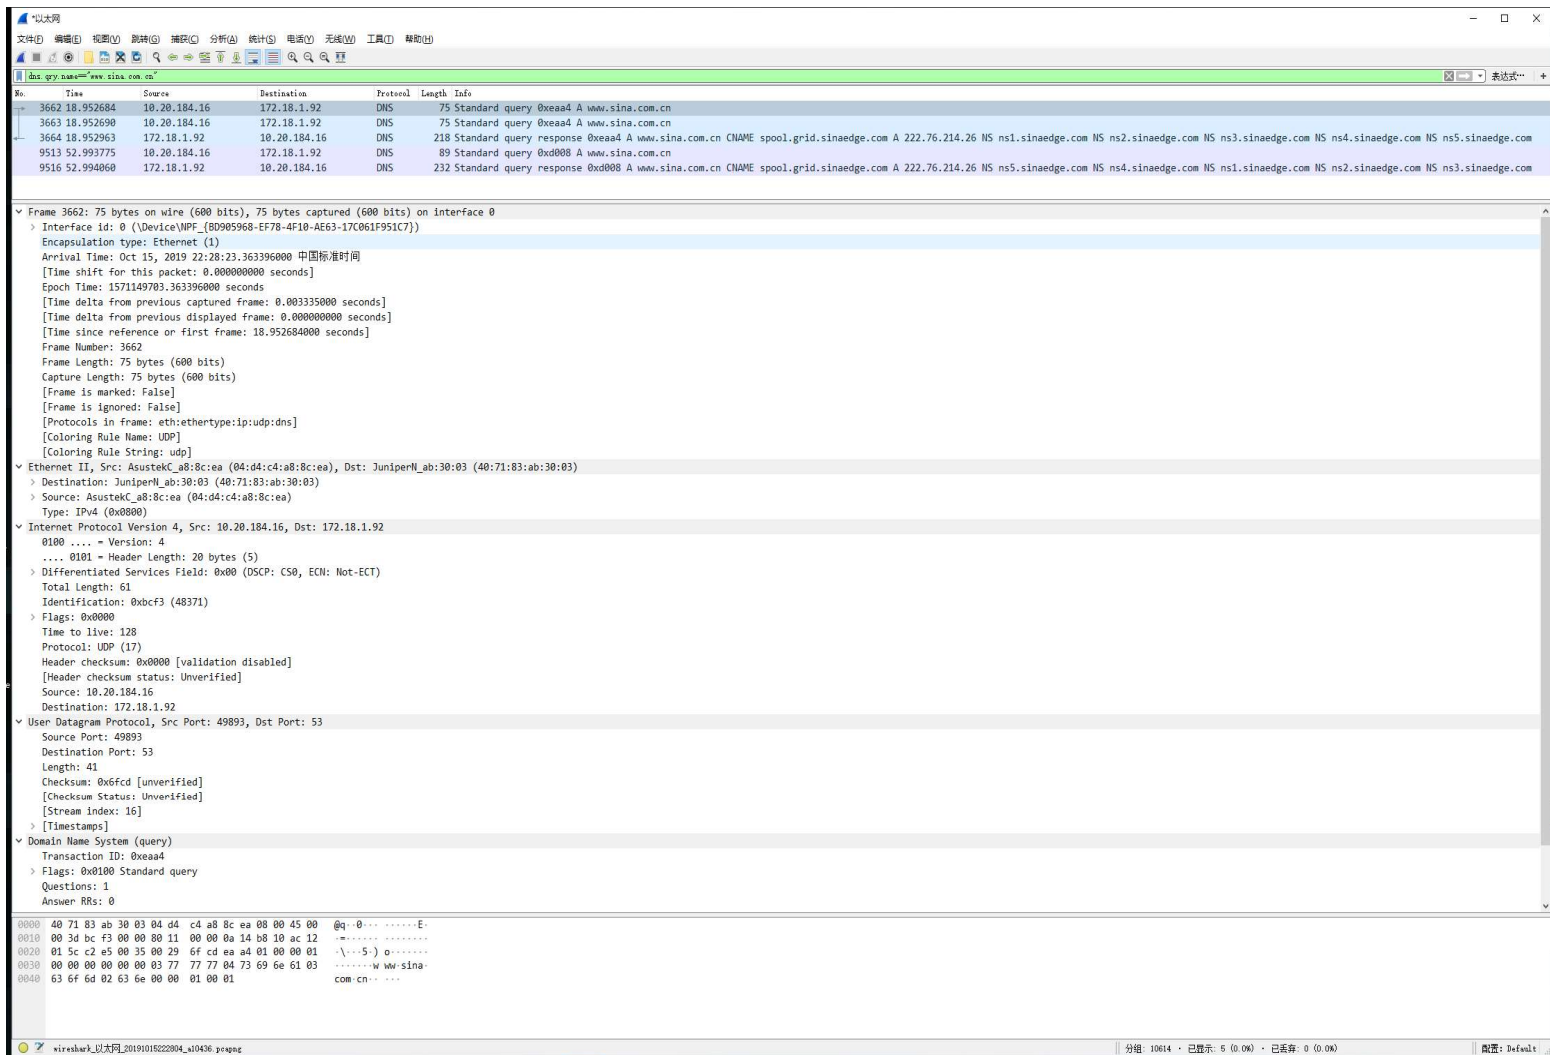 *以太网
文件(F) 编辑(E) 视图(V) 跳转(G) 捕获(C) 分析(A) 统计(S) 电话(Y) 无线(W) 工具(T) 帮助(H)
dns.qry.name=="www.sina.com.cn" 表达式… +
No. Time Source Destination Protocol Length Info
3662 18.952684 10.20.184.16 172.18.1.92 DNS 75 Standard query 0xeaa4 A www.sina.com.cn
3663 18.952690 10.20.184.16 172.18.1.92 DNS 75 Standard query 0xeaa4 A www.sina.com.cn
3664 18.952963 172.18.1.92 10.20.184.16 DNS 218 Standard query response 0xeaa4 A www.sina.com.cn CNAME spool.grid.sinaedge.com A 222.76.214.26 NS ns1.sinaedge.com NS ns2.sinaedge.com NS ns3.sinaedge.com NS ns4.sinaedge.com NS ns5.sinaedge.com
9513 52.993775 10.20.184.16 172.18.1.92 DNS 89 Standard query 0xd008 A www.sina.com.cn
9516 52.994060 172.18.1.92 10.20.184.16 DNS 232 Standard query response 0xd008 A www.sina.com.cn CNAME spool.grid.sinaedge.com A 222.76.214.26 NS ns5.sinaedge.com NS ns4.sinaedge.com NS ns1.sinaedge.com NS ns2.sinaedge.com NS ns3.sinaedge.com
Frame 3662: 75 bytes on wire (600 bits), 75 bytes captured (600 bits) on interface 0
Interface id: 0 (\Device\NPF_{BD905968-EF78-4F10-AE63-17C061F951C7})
Encapsulation type: Ethernet (1)
Arrival Time: Oct 15, 2019 22:28:23.363396000 中国标准时间
[Time shift for this packet: 0.000000000 seconds]
Epoch Time: 1571149703.363396000 seconds
[Time delta from previous captured frame: 0.003335000 seconds]
[Time delta from previous displayed frame: 0.000000000 seconds]
[Time since reference or first frame: 18.952684000 seconds]
Frame Number: 3662
Frame Length: 75 bytes (600 bits)
Capture Length: 75 bytes (600 bits)
[Frame is marked: False]
[Frame is ignored: False]
[Protocols in frame: eth:ethertype:ip:udp:dns]
[Coloring Rule Name: UDP]
[Coloring Rule String: udp]
Ethernet II, Src: AsustekC_a8:8c:ea (04:d4:c4:a8:8c:ea), Dst: JuniperN_ab:30:03 (40:71:83:ab:30:03)
Destination: JuniperN_ab:30:03 (40:71:83:ab:30:03)
Source: AsustekC_a8:8c:ea (04:d4:c4:a8:8c:ea)
Type: IPv4 (0x0800)
Internet Protocol Version 4, Src: 10.20.184.16, Dst: 172.18.1.92
0100 .... = Version: 4
.... 0101 = Header Length: 20 bytes (5)
Differentiated Services Field: 0x00 (DSCP: CS0, ECN: Not-ECT)
Total Length: 61
Identification: 0xbcf3 (48371)
Flags: 0x0000
Time to live: 128
Protocol: UDP (17)
Header checksum: 0x0000 [validation disabled]
[Header checksum status: Unverified]
Source: 10.20.184.16
Destination: 172.18.1.92
User Datagram Protocol, Src Port: 49893, Dst Port: 53
Source Port: 49893
Destination Port: 53
Length: 41
Checksum: 0x6fcd [unverified]
[Checksum Status: Unverified]
[Stream index: 16]
[Timestamps]
Domain Name System (query)
Transaction ID: 0xeaa4
Flags: 0x0100 Standard query
Questions: 1
Answer RRs: 0
0000 40 71 83 ab 30 03 04 d4 c4 a8 8c ea 08 00 45 00 @q··0··· ······E·
0010 00 3d bc f3 00 00 80 11 00 00 0a 14 b8 10 ac 12 ·=······ ········
0020 01 5c c2 e5 00 35 00 29 6f cd ea a4 01 00 00 01 ·\···5·) o·······
0030 00 00 00 00 00 00 03 77 77 77 04 73 69 6e 61 03 ·······w ww·sina·
0040 63 6f 6d 02 63 6e 00 00 01 00 01 com·cn·· ···
wireshark_以太网_20191015222804_a10436.pcapng 分组: 10614 · 已显示: 5 (0.0%) · 已丢弃: 0 (0.0%) 配置: Default